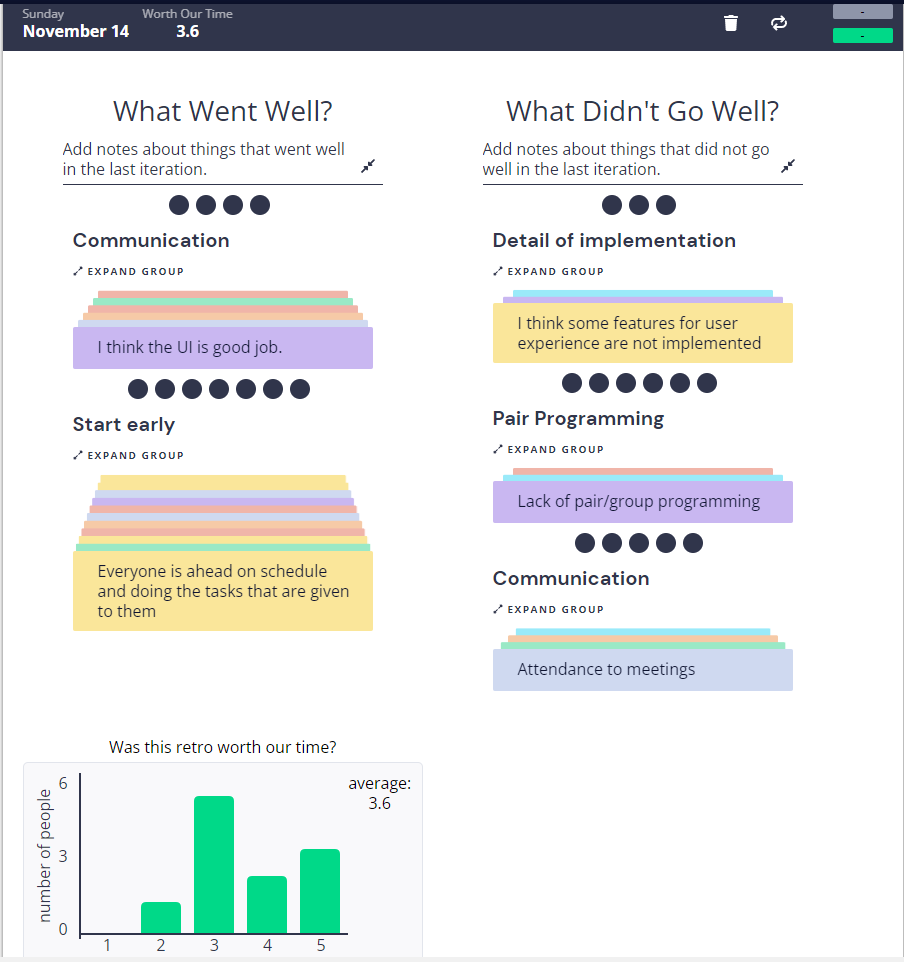 Sunday
November 14
Worth Our Time
3.6
-
-
What Went Well?
Add notes about things that went well
in the last iteration.
Communication
EXPAND GROUP
I think the UI is good job.
Start early
EXPAND GROUP
Everyone is ahead on schedule
and doing the tasks that are given
to them
What Didn't Go Well?
Add notes about things that did not go
well in the last iteration.
Detail of implementation
EXPAND GROUP
I think some features for user
experience are not implemented
Pair Programming
EXPAND GROUP
Lack of pair/group programming
Communication
EXPAND GROUP
Attendance to meetings
Was this retro worth our time?
average:
3.6
number of people
6
3
0
1 2 3 4 5